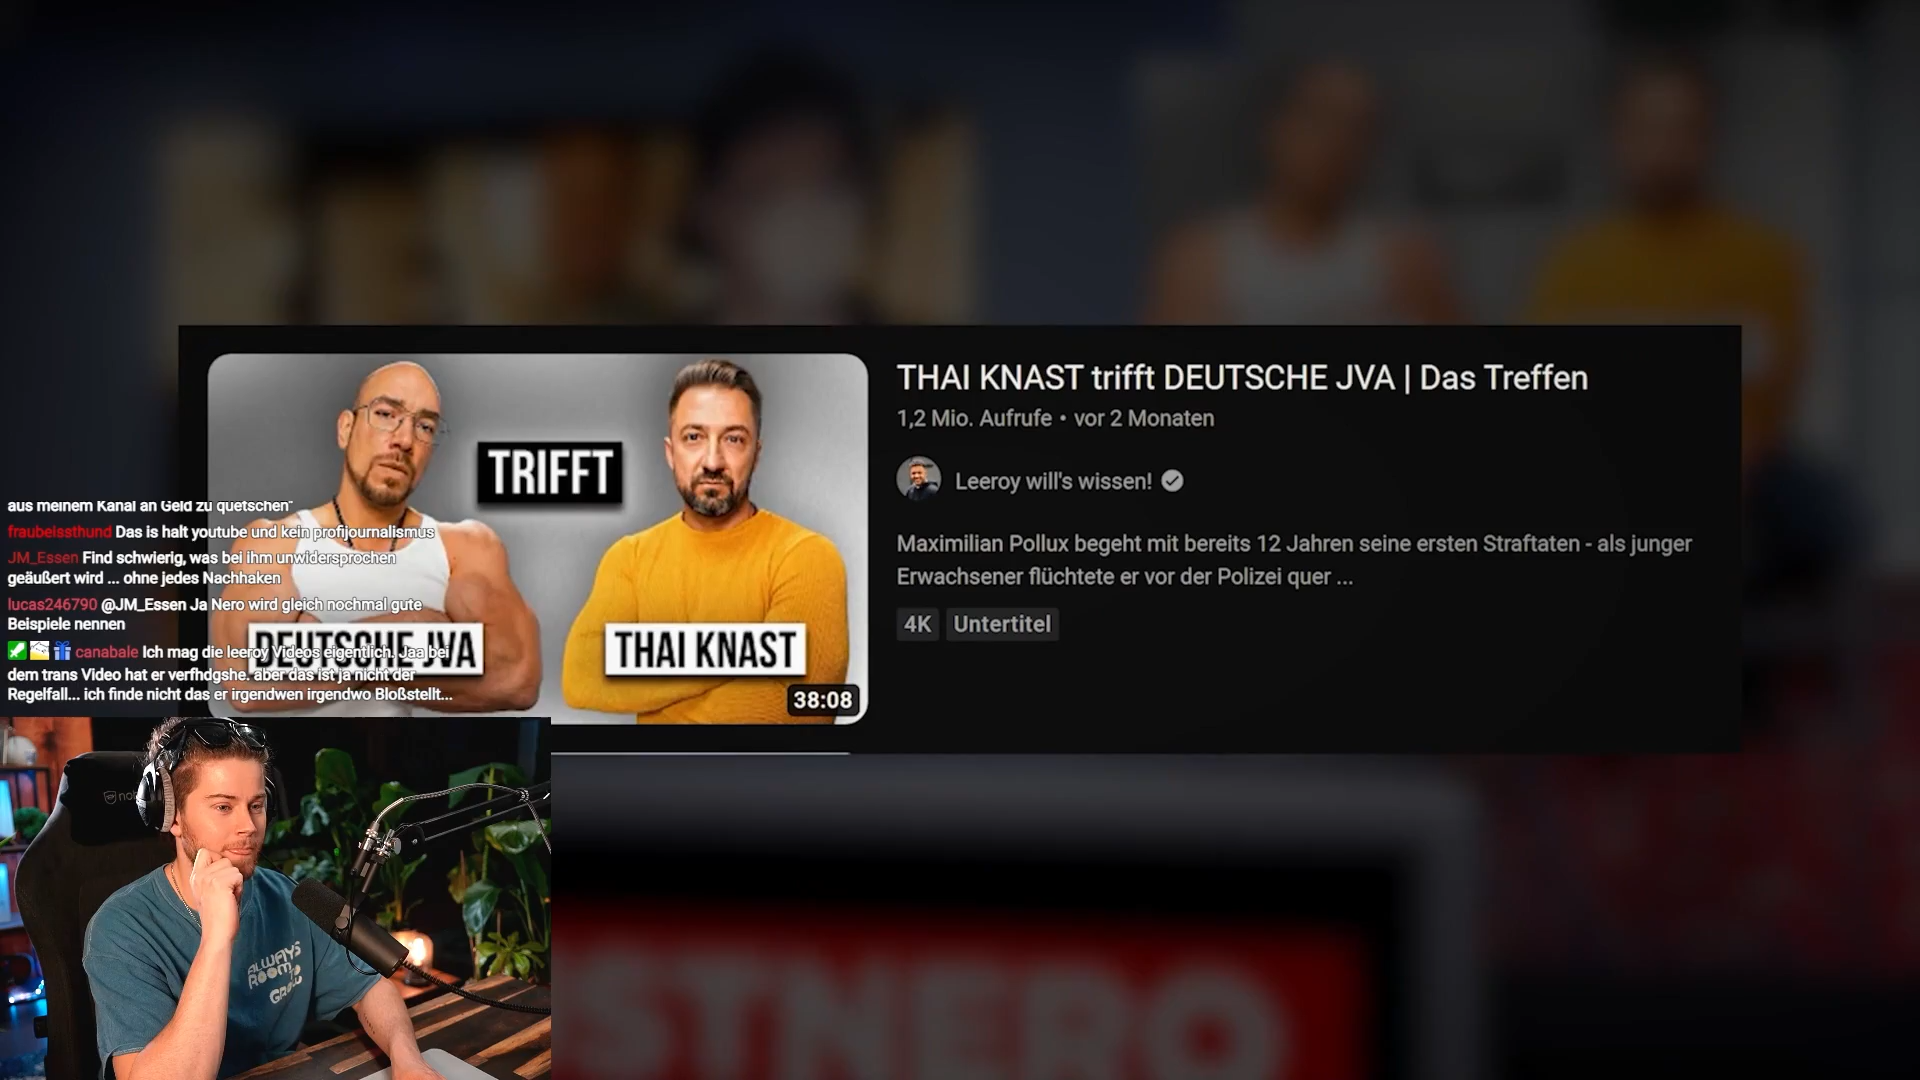 THAI KNAST trifft DEUTSCHE JVA | Das Treffen
1,2 Mio. Aufrufe • vor 2 Monaten
Leeroy will's wissen!
Maximilian Pollux begeht mit bereits 12 Jahren seine ersten Straftaten - als junger
Erwachsener flüchtete er vor der Polizei quer ...
4K Untertitel
TRIFFT
DEUTSCHE JVA
THAI KNAST
38:08
aus meinem Kanal an Geld zu quetschen"
fraubeissthund Das is halt youtube und kein profijournalismus
JM_Essen Find schwierig, was bei ihm unwidersprochen
geäußert wird ... ohne jedes Nachhaken
lucas246790 @JM_Essen Ja Nero wird gleich nochmal gute
Beispiele nennen
canabale Ich mag die leeroy Videos eigentlich. Jaa bei
dem trans Video hat er verfhdgshe. aber das ist ja nicht der
Regelfall... ich finde nicht das er irgendwen irgendwo Bloßstellt...
ALWAYS
ROOM TO
GROW
STNERO